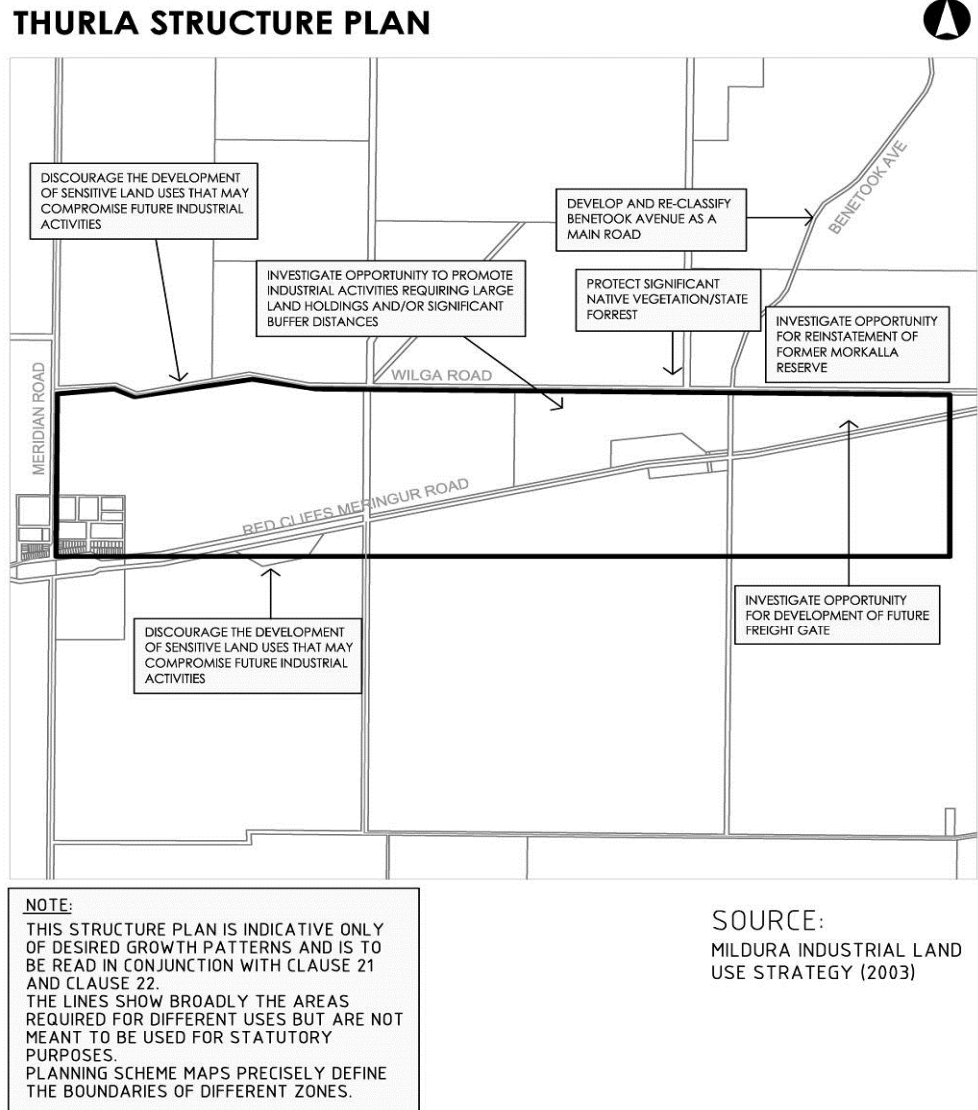 THURLA STRUCTURE PLAN
DISCOURAGE THE DEVELOPMENT
OF SENSITIVE LAND USES THAT MAY
COMPROMISE FUTURE INDUSTRIAL
ACTIVITIES
DEVELOP AND RE-CLASSIFY
BENETOOK AVENUE AS A
MAIN ROAD
BENETOOK AVE
INVESTIGATE OPPORTUNITY TO PROMOTE
INDUSTRIAL ACTIVITIES REQUIRING LARGE
LAND HOLDINGS AND/OR SIGNIFICANT
BUFFER DISTANCES
PROTECT SIGNIFICANT
NATIVE VEGETATION/STATE
FORREST
INVESTIGATE OPPORTUNITY
FOR REINSTATEMENT OF
FORMER MORKALLA
RESERVE
WILGA ROAD
MERIDIAN ROAD
RED CLIFFS MERINGUR ROAD
DISCOURAGE THE DEVELOPMENT
OF SENSITIVE LAND USES THAT MAY
COMPROMISE FUTURE INDUSTRIAL
ACTIVITIES
INVESTIGATE OPPORTUNITY
FOR DEVELOPMENT OF FUTURE
FREIGHT GATE
NOTE:
THIS STRUCTURE PLAN IS INDICATIVE ONLY
OF DESIRED GROWTH PATTERNS AND IS TO
BE READ IN CONJUNCTION WITH CLAUSE 21
AND CLAUSE 22.
THE LINES SHOW BROADLY THE AREAS
REQUIRED FOR DIFFERENT USES BUT ARE NOT
MEANT TO BE USED FOR STATUTORY
PURPOSES.
PLANNING SCHEME MAPS PRECISELY DEFINE
THE BOUNDARIES OF DIFFERENT ZONES.
SOURCE:
MILDURA INDUSTRIAL LAND
USE STRATEGY (2003)